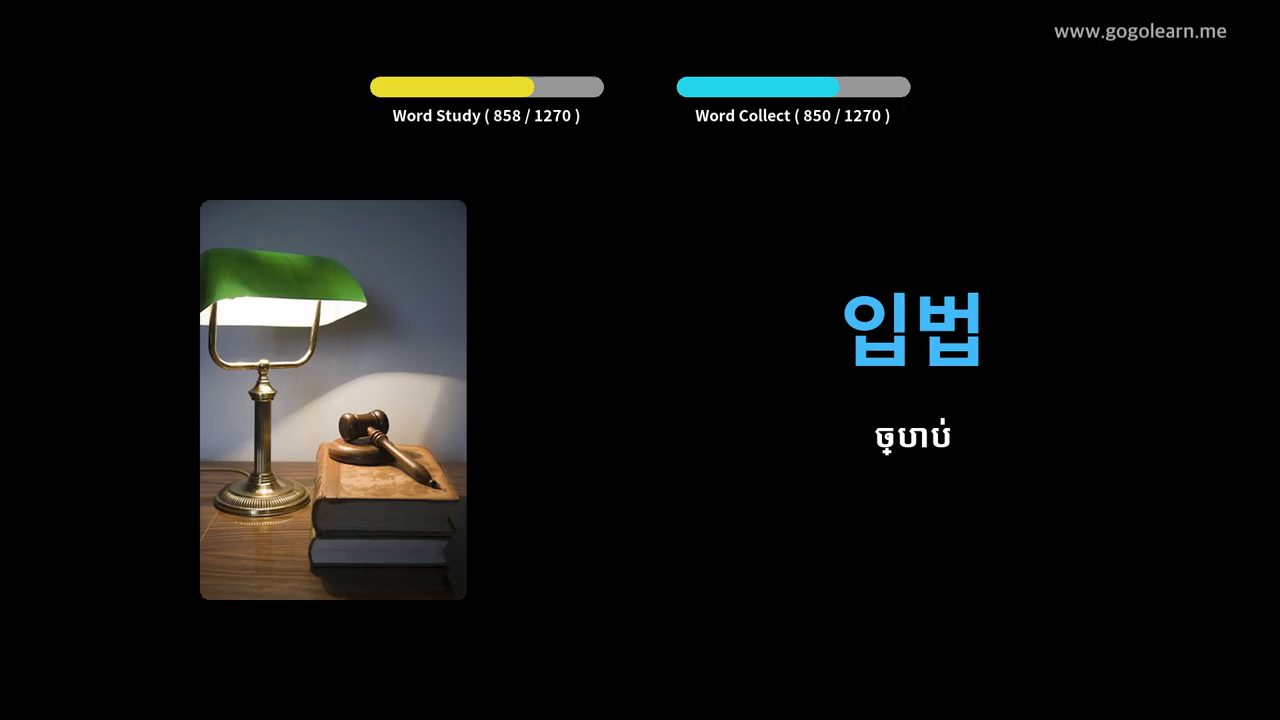 www.gogolearn.me
Word Study ( 858 / 1270 )
Word Collect ( 850 / 1270 )
입법
ច្បាប់